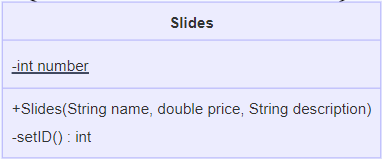 Slides
-int number
+Slides(String name, double price, String description)
-setID() : int